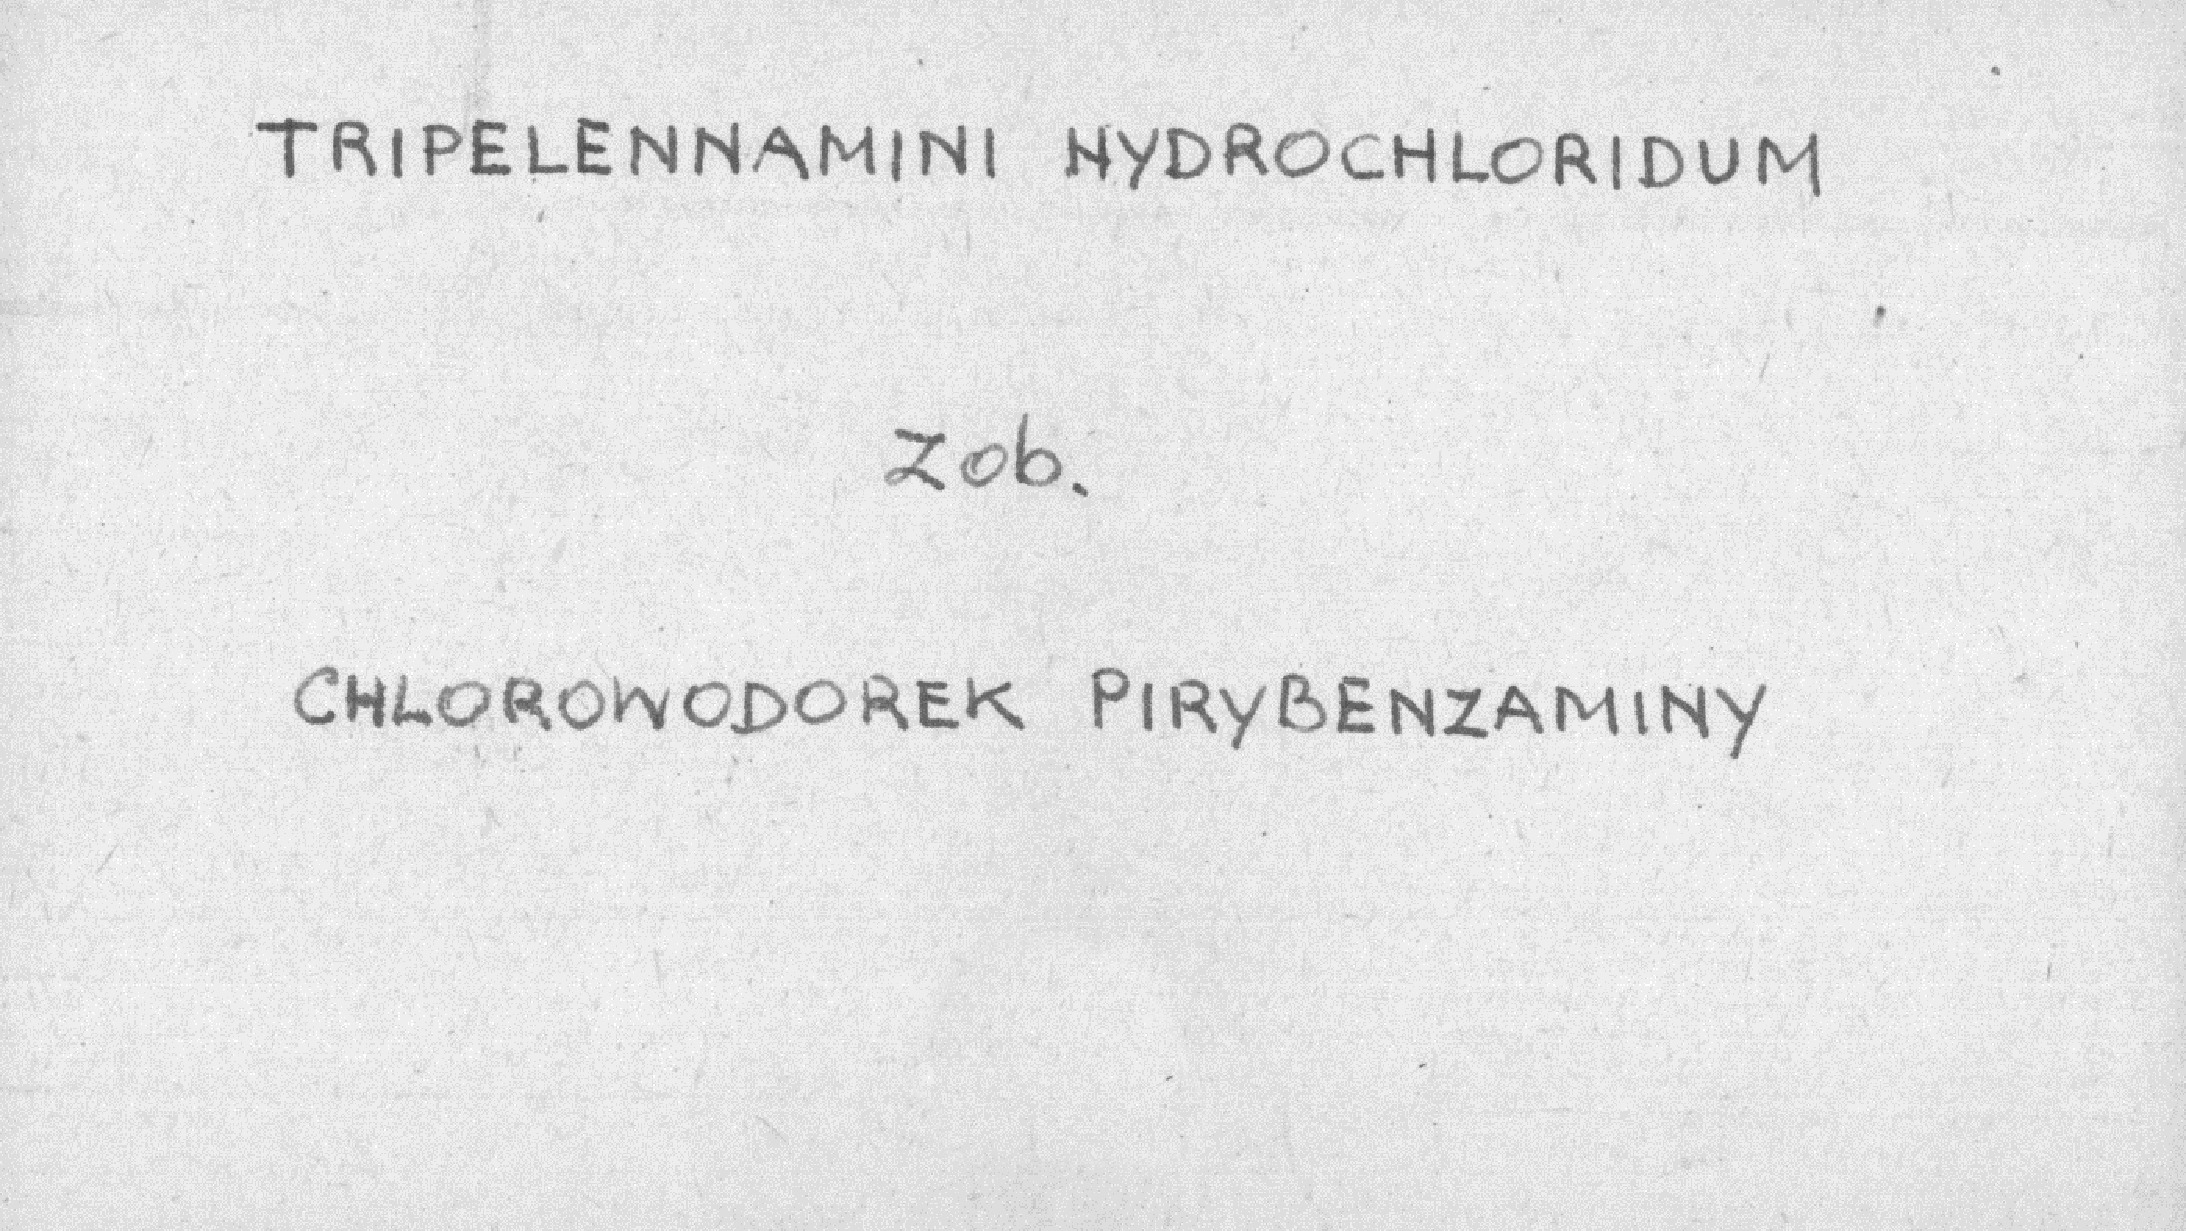 TRIPELENNAMINI HYDROCHLORIDUM
Zob.
CHLOROWODOREK PIRYBENZAMINY